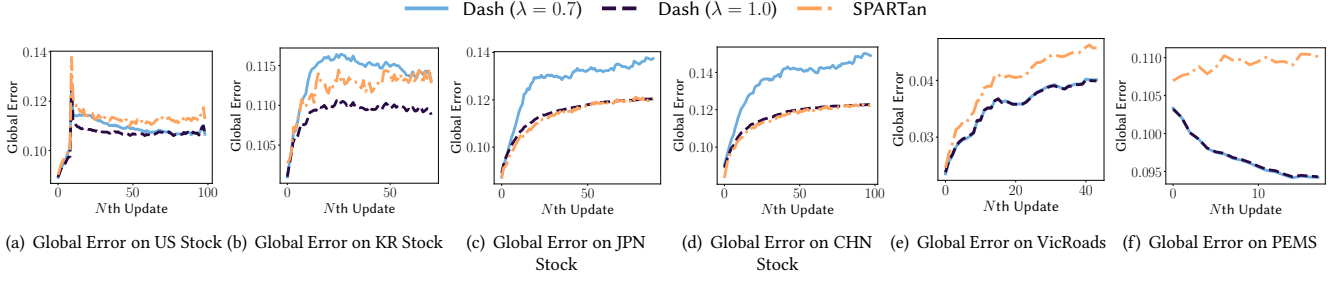 Dash (λ = 0.7) Dash (λ = 1.0) SPARTan
0.14
0.12
0.10
Global Error
0 50 100
Nth Update
(a) Global Error on US Stock
0.115
0.110
0.105
Global Error
0 50
Nth Update
(b) Global Error on KR Stock
0.14
0.12
0.10
Global Error
0 50
Nth Update
(c) Global Error on JPN
Stock
0.14
0.12
0.10
Global Error
0 50 100
Nth Update
(d) Global Error on CHN
Stock
0.04
0.03
Global Error
0 20 40
Nth Update
(e) Global Error on VicRoads
0.110
0.105
0.100
0.095
Global Error
0 10
Nth Update
(f) Global Error on PEMS